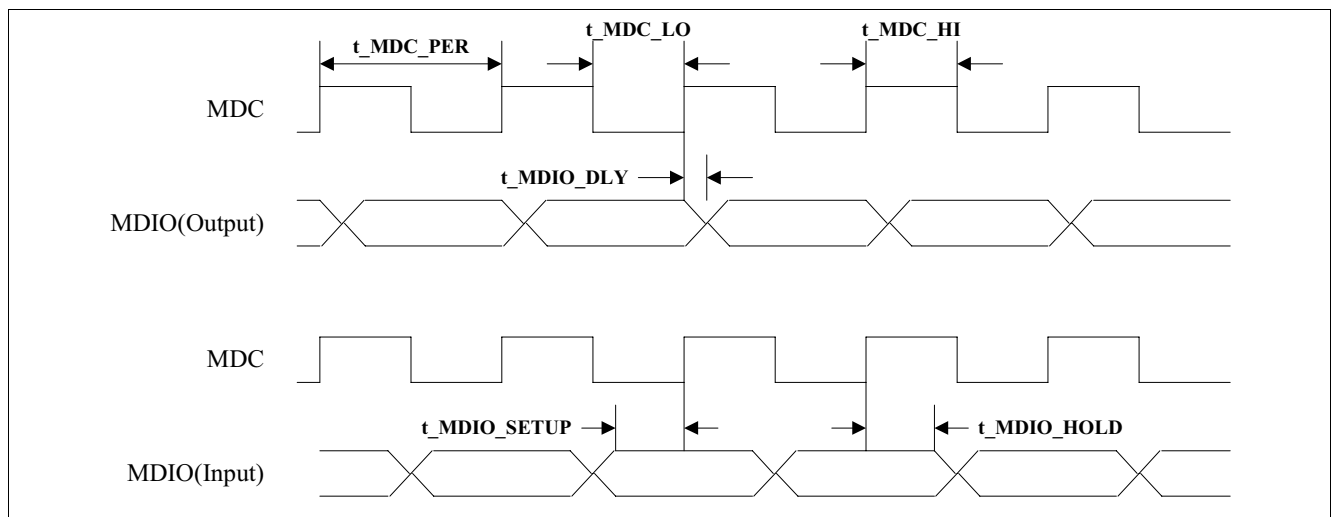 t_MDC_PER
t_MDC_LO
t_MDC_HI
MDC
t_MDIO_DLY
MDIO(Output)
MDC
t_MDIO_SETUP
t_MDIO_HOLD
MDIO(Input)